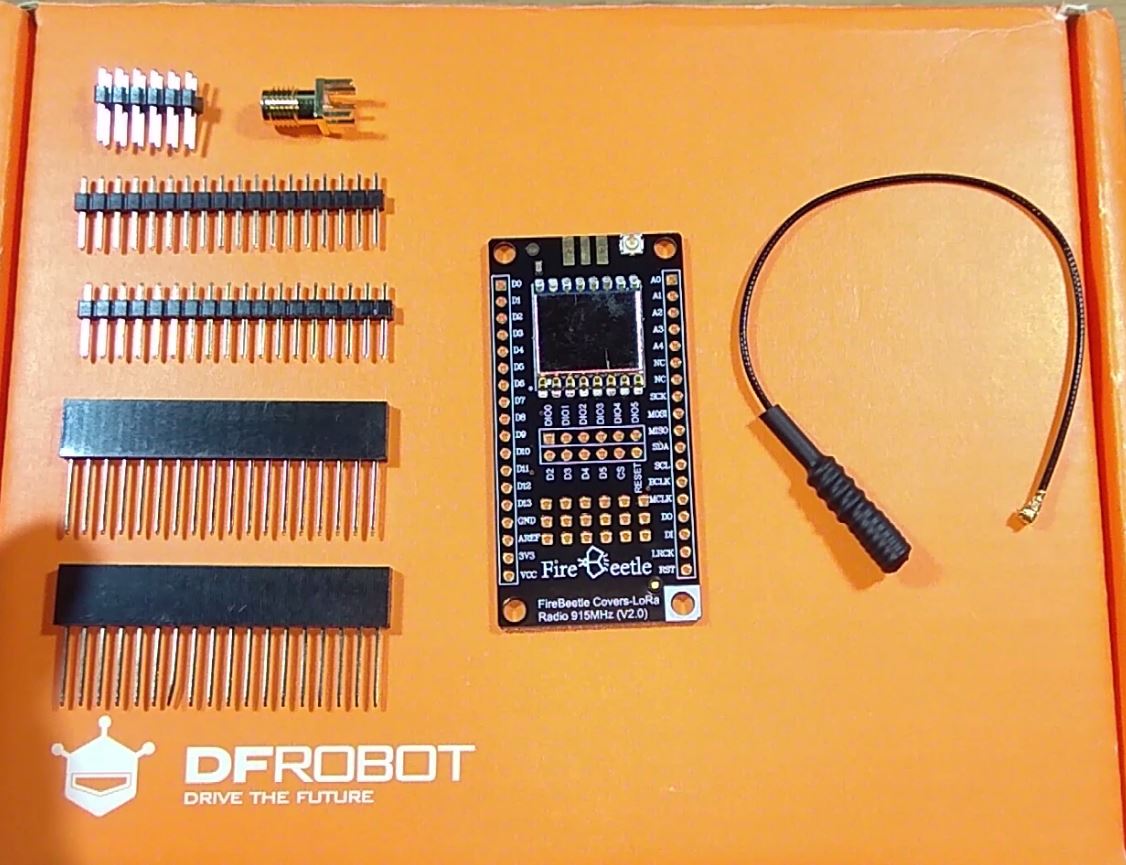 D0
D1
D2
D3
D4
D5
D6
D7
D8
D9
D10
D11
D12
D13
GND
AREF
3V3
VCC
A0
A1
A2
A3
A4
NC
NC
SCK
MOSI
MISO
SDA
SCL
BCLK
MCLK
DO
DI
LRCK
RST
DIO0 DIO1 DIO2 DIO3 DIO4 DIO5
D2 D3 D4 D5 CS RESET
FireBeetle
FireBeetle Covers-LoRa
Radio 915MHz (V2.0)
DFROBOT
DRIVE THE FUTURE